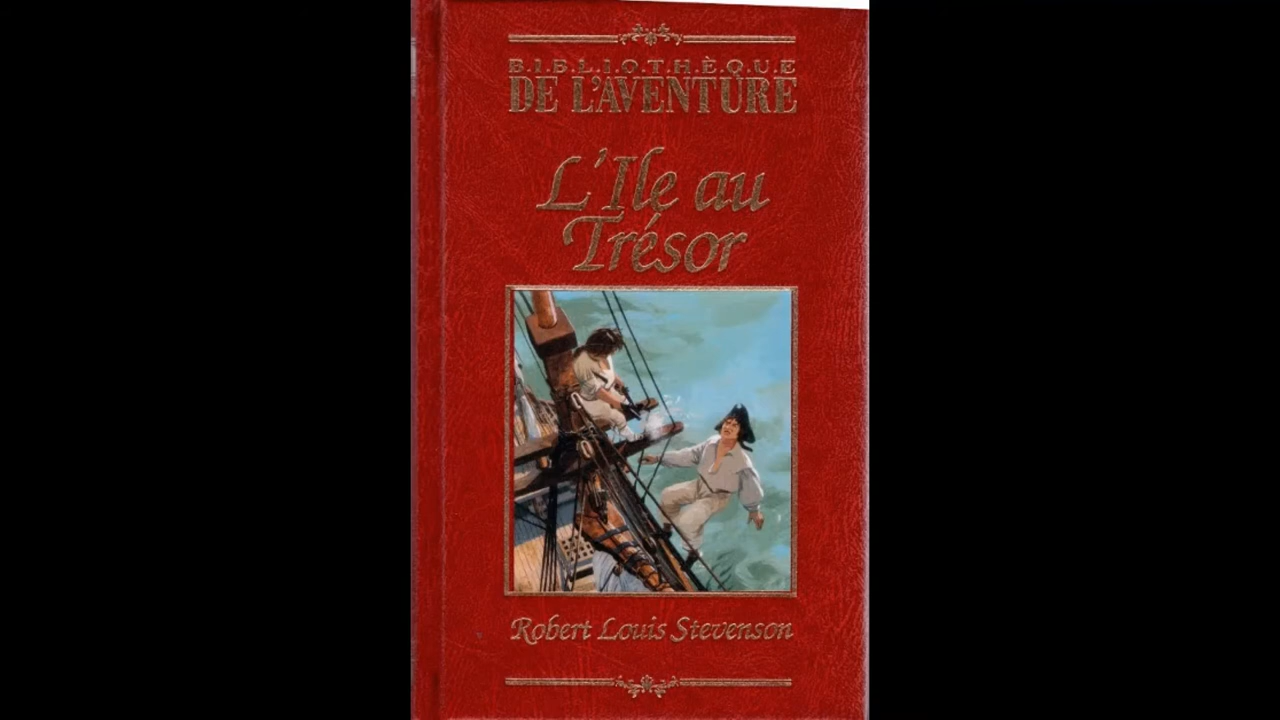 B.I.B.L.I.O.T.H.È.Q.U.E
DE L'AVENTURE
L'Ile au
Trésor
Robert Louis Stevenson